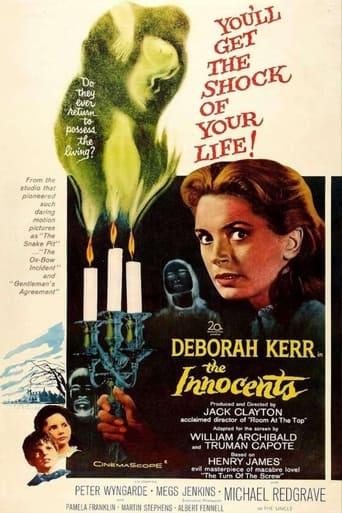 YOU'LL
GET THE
SHOCK
OF
YOUR
LIFE!
Do
they
ever
return
to
possess
the
living?
From the
studio that
pioneered
such
daring
motion
pictures
as "The
Snake Pit"
..."The
Ox-Bow
Incident"
and
"Gentleman's
Agreement"
20th
DEBORAH KERR in
the
Innocents
Produced and Directed by
JACK CLAYTON
acclaimed director of "Room At The Top"
Adapted for the screen by
WILLIAM ARCHIBALD
and TRUMAN CAPOTE
Based on
HENRY JAMES'
evil masterpiece of macabre love!
"The Turn Of The Screw"
CINEMASCOPE
PETER WYNGARDE · MEGS JENKINS · MICHAEL REDGRAVE
PAMELA FRANKLIN · MARTIN STEPHENS · ALBERT FENNELL as THE UNCLE